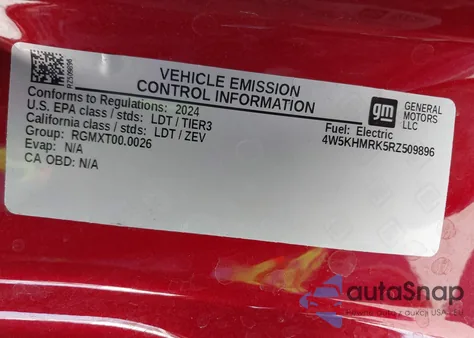 RZ509896
VEHICLE EMISSION
CONTROL INFORMATION
Conforms to Regulations: 2024
U.S. EPA class / stds: LDT / TIER3
California class / stds: LDT / ZEV
Group: RGMXT00.0026
Evap: N/A
CA OBD: N/A
gm
GENERAL
MOTORS
LLC
Fuel: Electric
4W5KHMRK5RZ509896
autoSnap